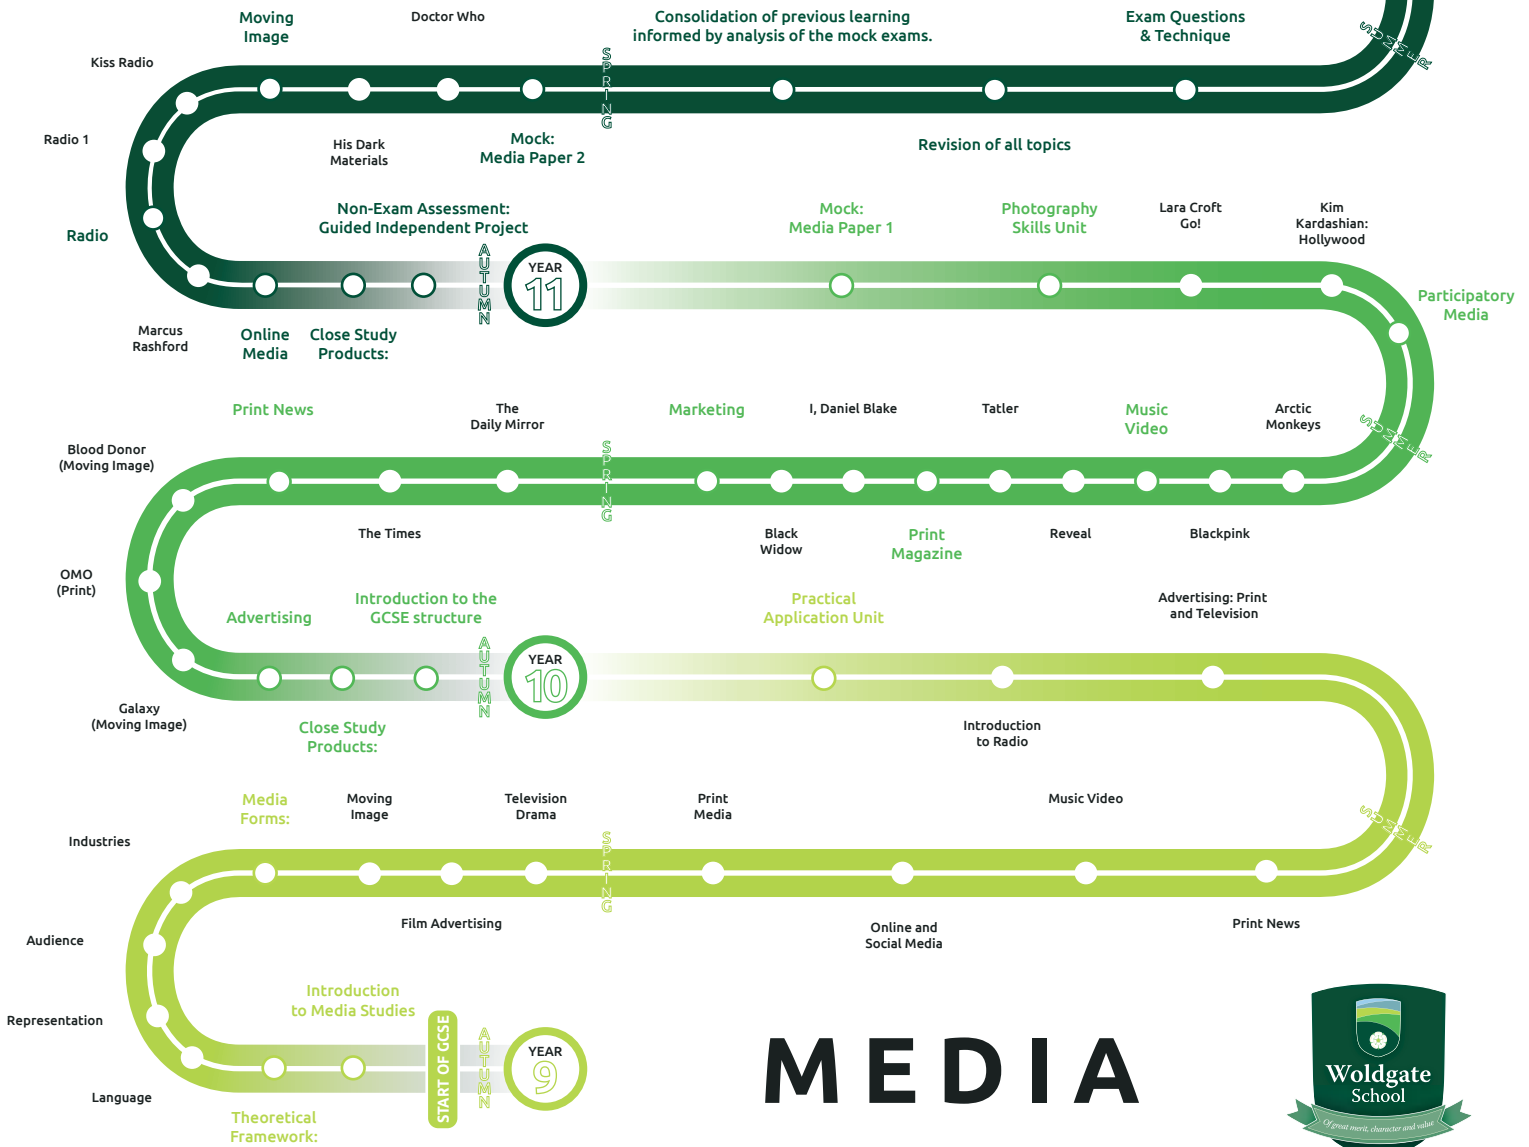 Moving
Image
Doctor Who
Consolidation of previous learning
informed by analysis of the mock exams.
Exam Questions
& Technique
SUMMER
Kiss Radio
SPRING
Radio 1
His Dark
Materials
Mock:
Media Paper 2
Revision of all topics
Radio
Non-Exam Assessment:
Guided Independent Project
Mock:
Media Paper 1
Photography
Skills Unit
Lara Croft
Go!
Kim
Kardashian:
Hollywood
AUTUMN
YEAR
11
Participatory
Media
Marcus
Rashford
Online
Media
Close Study
Products:
Print News
The
Daily Mirror
Marketing
I, Daniel Blake
Tatler
Music
Video
Arctic
Monkeys
SUMMER
Blood Donor
(Moving Image)
SPRING
The Times
Black
Widow
Print
Magazine
Reveal
Blackpink
OMO
(Print)
Advertising
Introduction to the
GCSE structure
Practical
Application Unit
Advertising: Print
and Television
AUTUMN
YEAR
10
Galaxy
(Moving Image)
Close Study
Products:
Introduction
to Radio
Media
Forms:
Moving
Image
Television
Drama
Print
Media
Music Video
SUMMER
Industries
SPRING
Film Advertising
Online and
Social Media
Print News
Audience
Introduction
to Media Studies
Representation
START OF GCSE
AUTUMN
YEAR
9
Language
Theoretical
Framework:
MEDIA
Woldgate
School
Of great merit, character and value